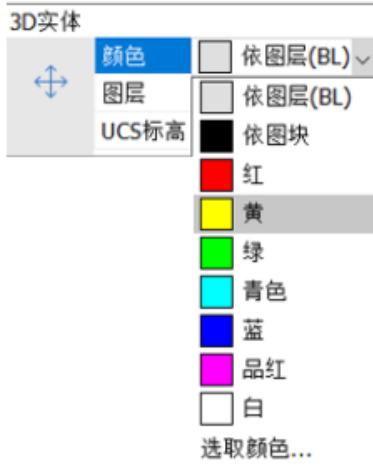 3D实体
颜色 依图层(BL)
图层 依图层(BL)
UCS标高 依图块
红
黄
绿
青色
蓝
品红
白
选取颜色...